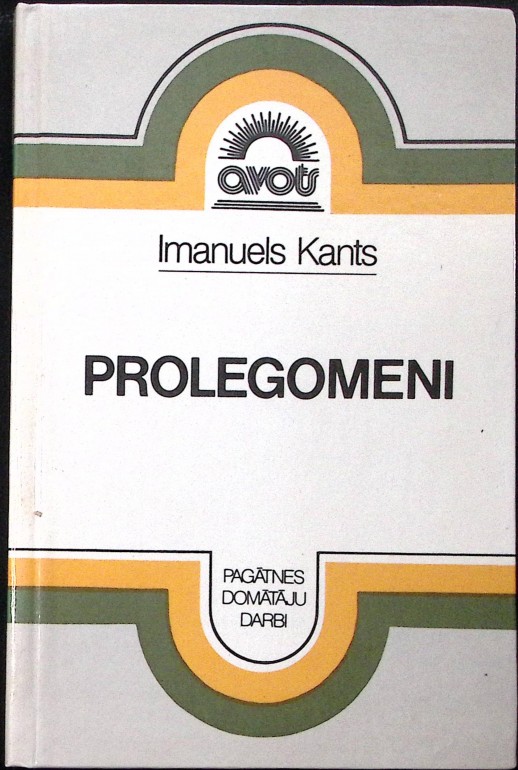 avots
Imanuels Kants
PROLEGOMENI
PAGĀTNES
DOMĀTĀJU
DARBI